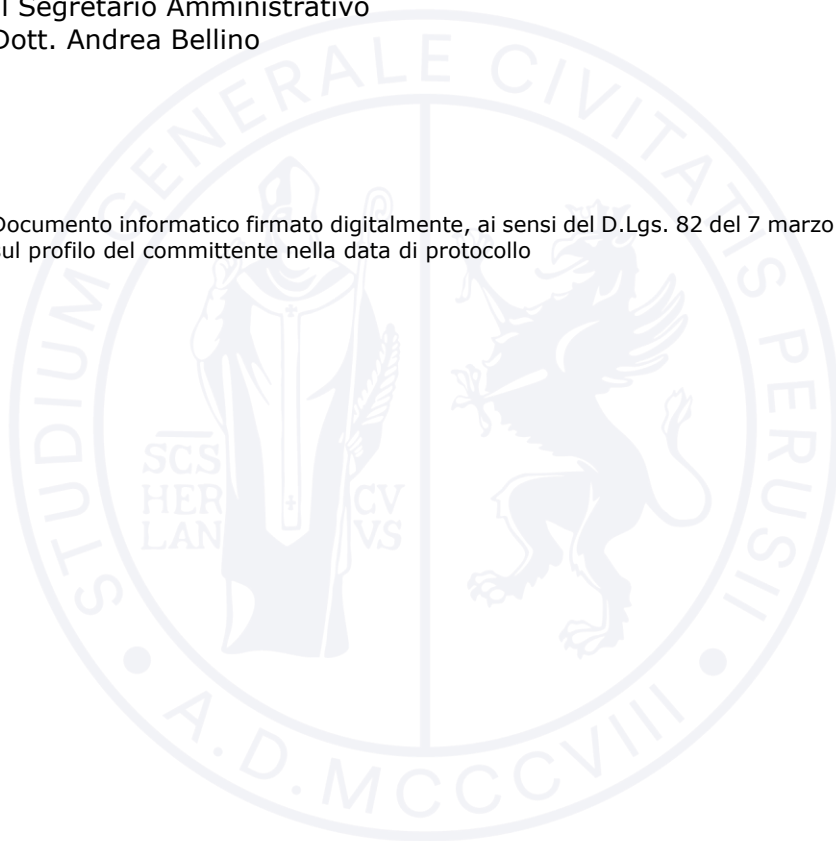 l Segretario Amministrativo
Dott. Andrea Bellino
Documento informatico firmato digitalmente, ai sensi del D.Lgs. 82 del 7 marzo
sul profilo del committente nella data di protocollo
STUDIUM GENERALE CIVITATIS PERUSII
SCS
HER CV
LAN VS
A.D. MCCCVIII